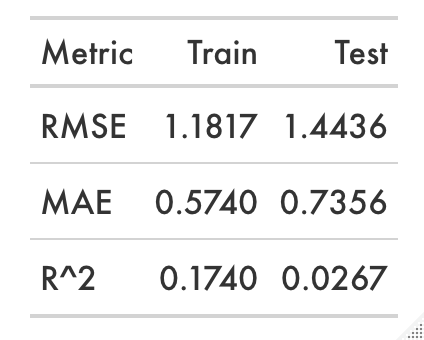 Metric Train Test
RMSE 1.1817 1.4436
MAE 0.5740 0.7356
R^2 0.1740 0.0267